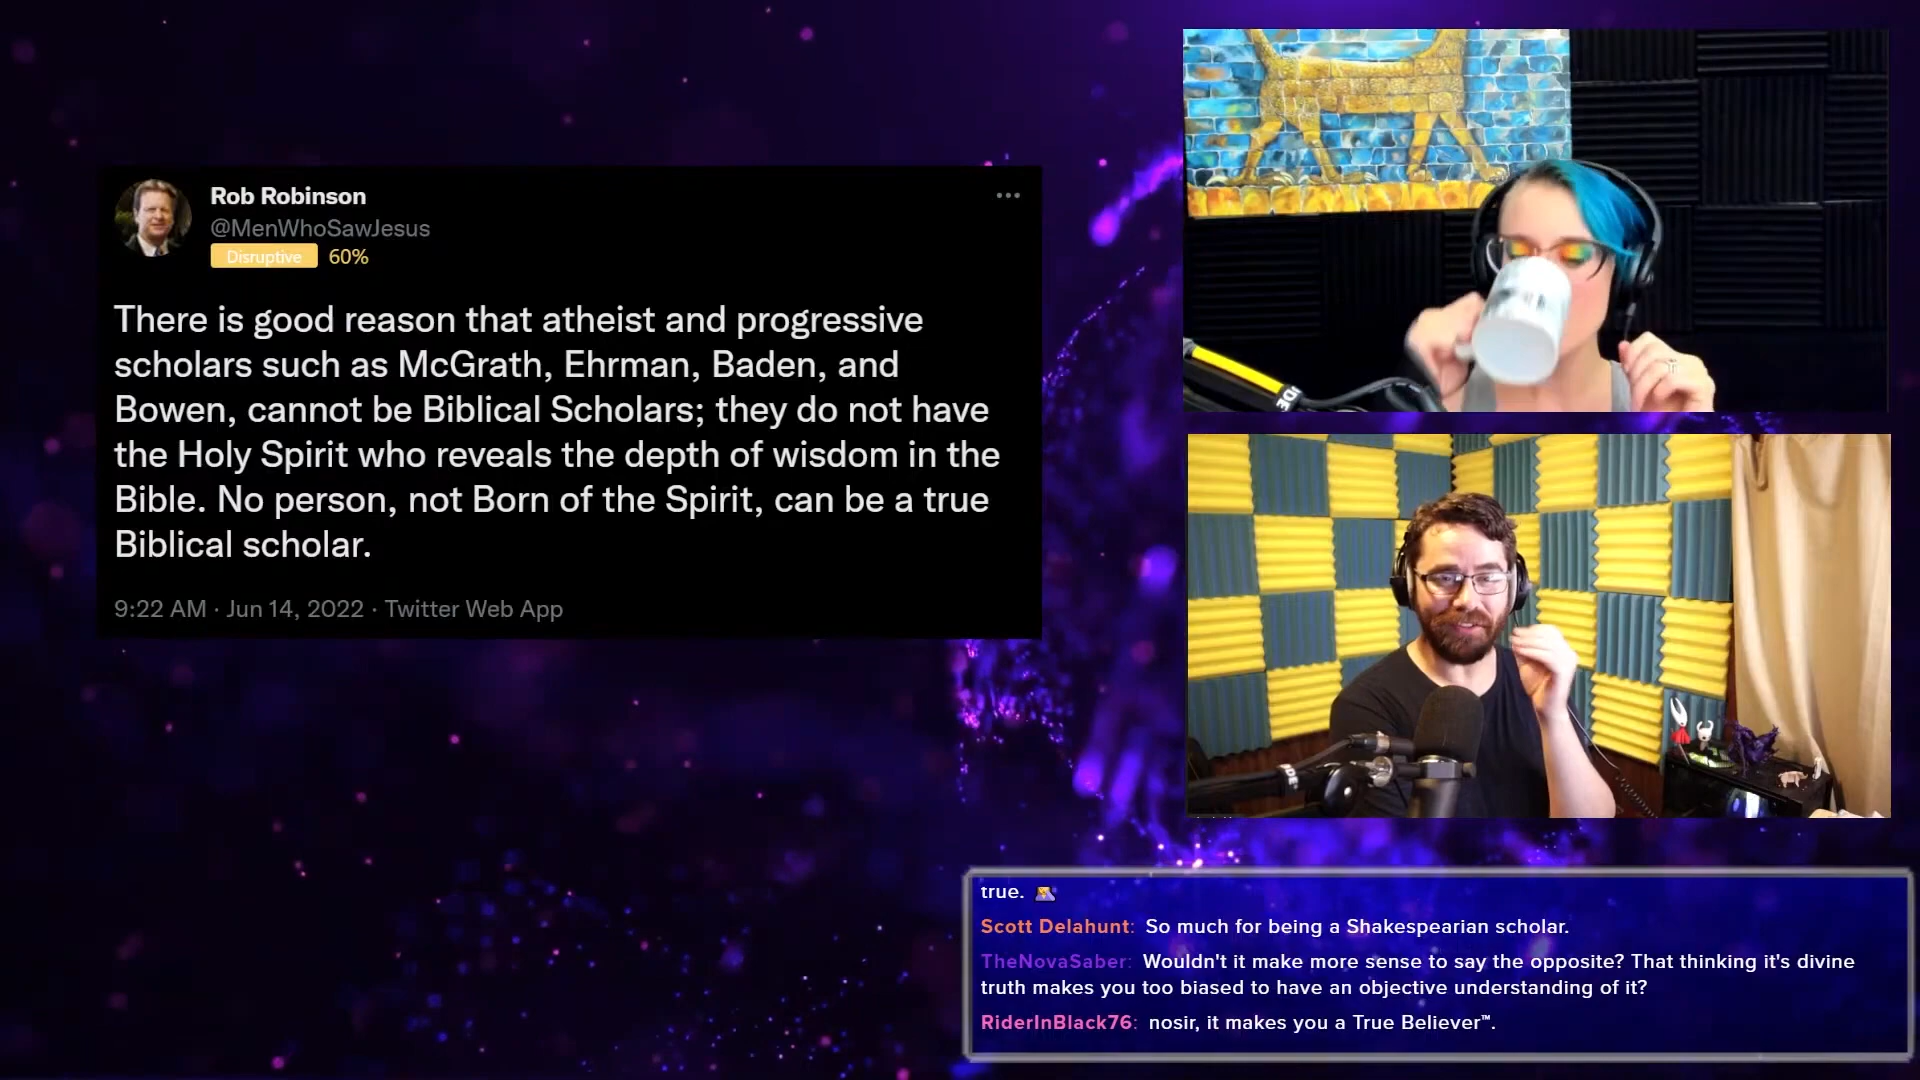 Rob Robinson
@MenWhoSawJesus
Disruptive 60%
There is good reason that atheist and progressive
scholars such as McGrath, Ehrman, Baden, and
Bowen, cannot be Biblical Scholars; they do not have
the Holy Spirit who reveals the depth of wisdom in the
Bible. No person, not Born of the Spirit, can be a true
Biblical scholar.
9:22 AM · Jun 14, 2022 · Twitter Web App
true.
Scott Delahunt: So much for being a Shakespearian scholar.
TheNovaSaber: Wouldn't it make more sense to say the opposite? That thinking it's divine
truth makes you too biased to have an objective understanding of it?
RiderInBlack76: nosir, it makes you a True Believer™.